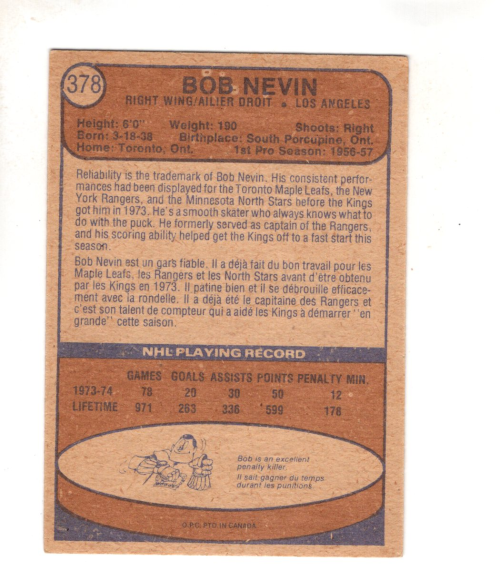 378
BOB NEVIN
RIGHT WING/AILIER DROIT • LOS ANGELES
Height: 6'0" Weight: 190 Shoots: Right
Born: 3-18-38 Birthplace: South Porcupine, Ont.
Home: Toronto, Ont. 1st Pro Season: 1956-57
Reliability is the trademark of Bob Nevin. His consistent perfor-
mances had been displayed for the Toronto Maple Leafs, the New
York Rangers, and the Minnesota North Stars before the Kings
got him in 1973. He's a smooth skater who always knows what to
do with the puck. He formerly served as captain of the Rangers,
and his scoring ability helped get the Kings off to a fast start this
season.
Bob Nevin est un gars fiable. Il a déjà fait du bon travail pour les
Maple Leafs, les Rangers et les North Stars avant d'être obtenu
par les Kings en 1973. Il patine bien et il se débrouille efficace-
ment avec la rondelle. Il a déjà été le capitaine des Rangers et
c'est son talent de compteur qui a aidé les Kings à démarrer "en
grande" cette saison.
NHL PLAYING RECORD
GAMES GOALS ASSISTS POINTS PENALTY MIN.
1973-74 78 20 30 50 12
LIFETIME 971 263 336 599 178
Bob is an excellent
penalty killer.
Il sait gagner du temps
durant les punitions.
O.P.C. PTD. IN CANADA